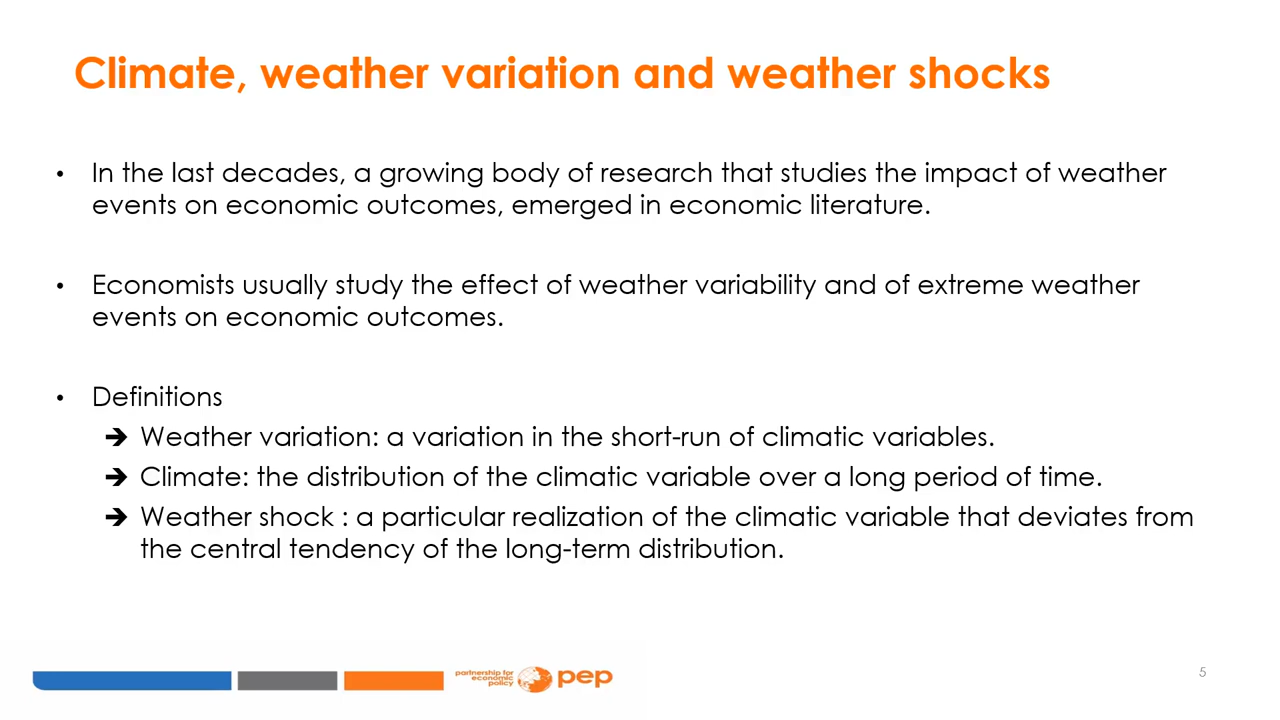 Climate, weather variation and weather shocks
• In the last decades, a growing body of research that studies the impact of weather
events on economic outcomes, emerged in economic literature.
• Economists usually study the effect of weather variability and of extreme weather
events on economic outcomes.
• Definitions
➔ Weather variation: a variation in the short-run of climatic variables.
➔ Climate: the distribution of the climatic variable over a long period of time.
➔ Weather shock : a particular realization of the climatic variable that deviates from
the central tendency of the long-term distribution.
partnership for
economic
policy
pep
5